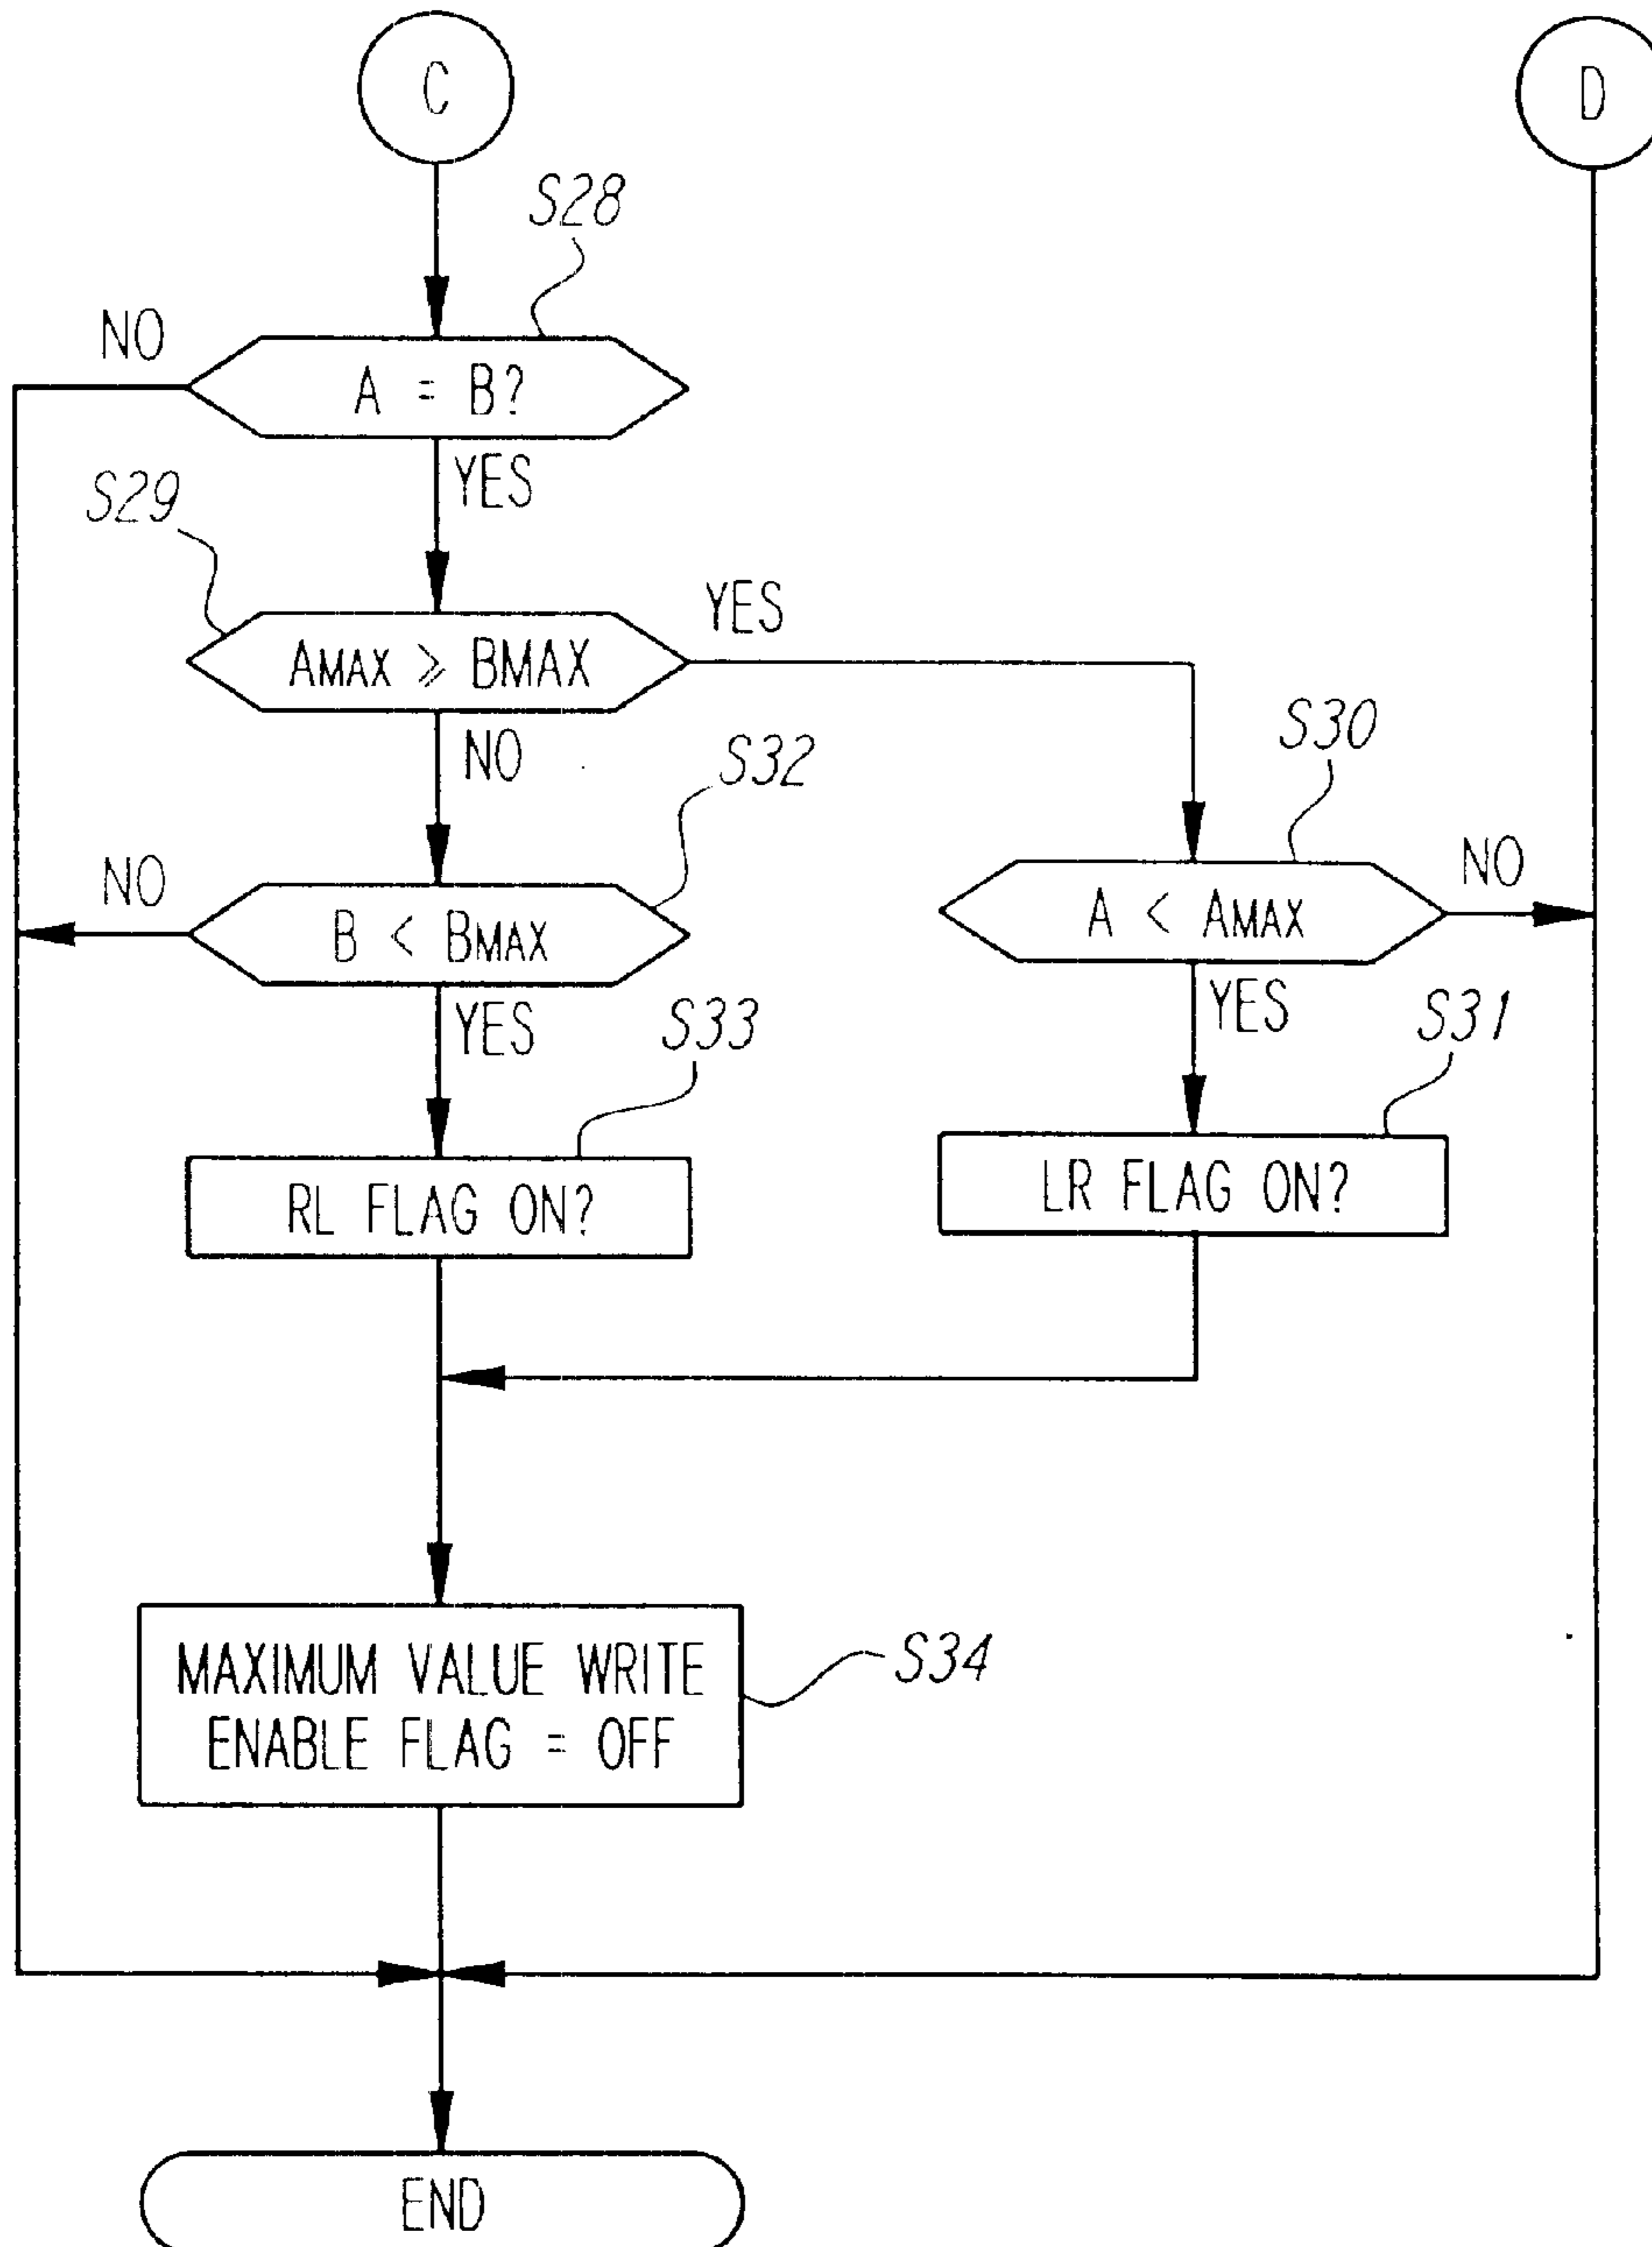 C
D
S28
NO
A = B?
YES
S29
YES
AMAX ⩾ BMAX
S30
NO
S32
NO
NO
B < BMAX
A < AMAX
YES
YES
S33
S31
RL FLAG ON?
LR FLAG ON?
MAXIMUM VALUE WRITE
ENABLE FLAG = OFF
S34
END